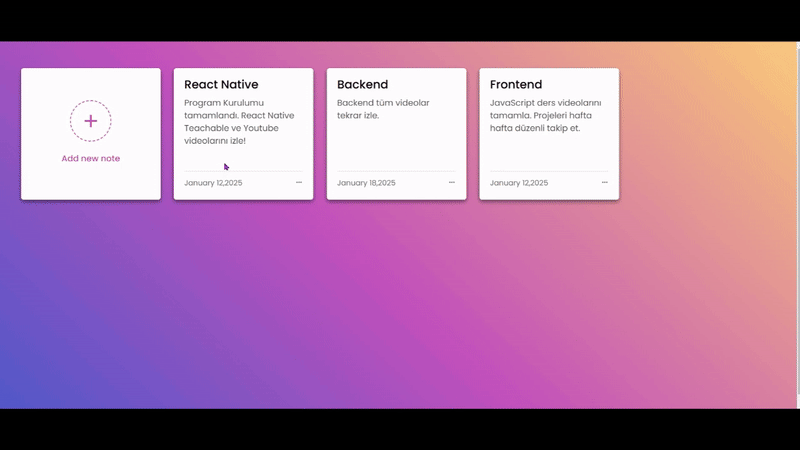 Add new note
React Native
Program Kurulumu
tamamlandı. React Native
Teachable ve Youtube
videolarını izle!
January 12,2025
Backend
Backend tüm videolar
tekrar izle.
January 18,2025
Frontend
JavaScript ders videolarını
tamamla. Projeleri hafta
hafta düzenli takip et.
January 12,2025